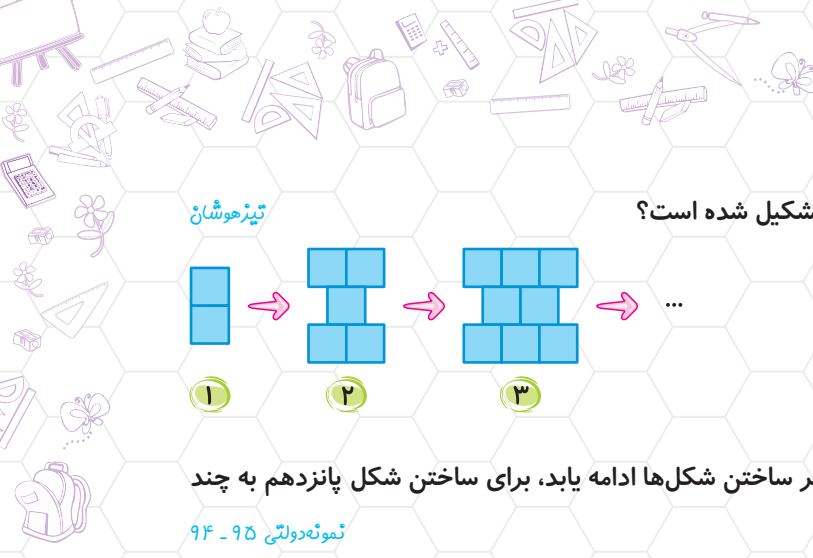 شکیل شده است؟
تیزهوشان
...
۱
۲
۳
ر ساختن شکل‌ها ادامه یابد، برای ساختن شکل پانزدهم به چند
نمونه‌دولتی ۹۵ ـ ۹۴